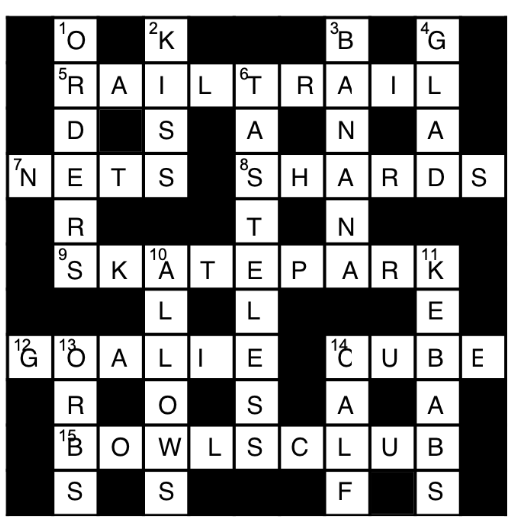 1O 2K 3B 4G
5R A I L 6T R A I L
D S A N A
7N E T S 8S H A R D S
R T N
9S K 10A T E P A R 11K
L L E
12G 13O A L I E 14C U B E
R O S A A
15B O W L S C L U B
S S F S